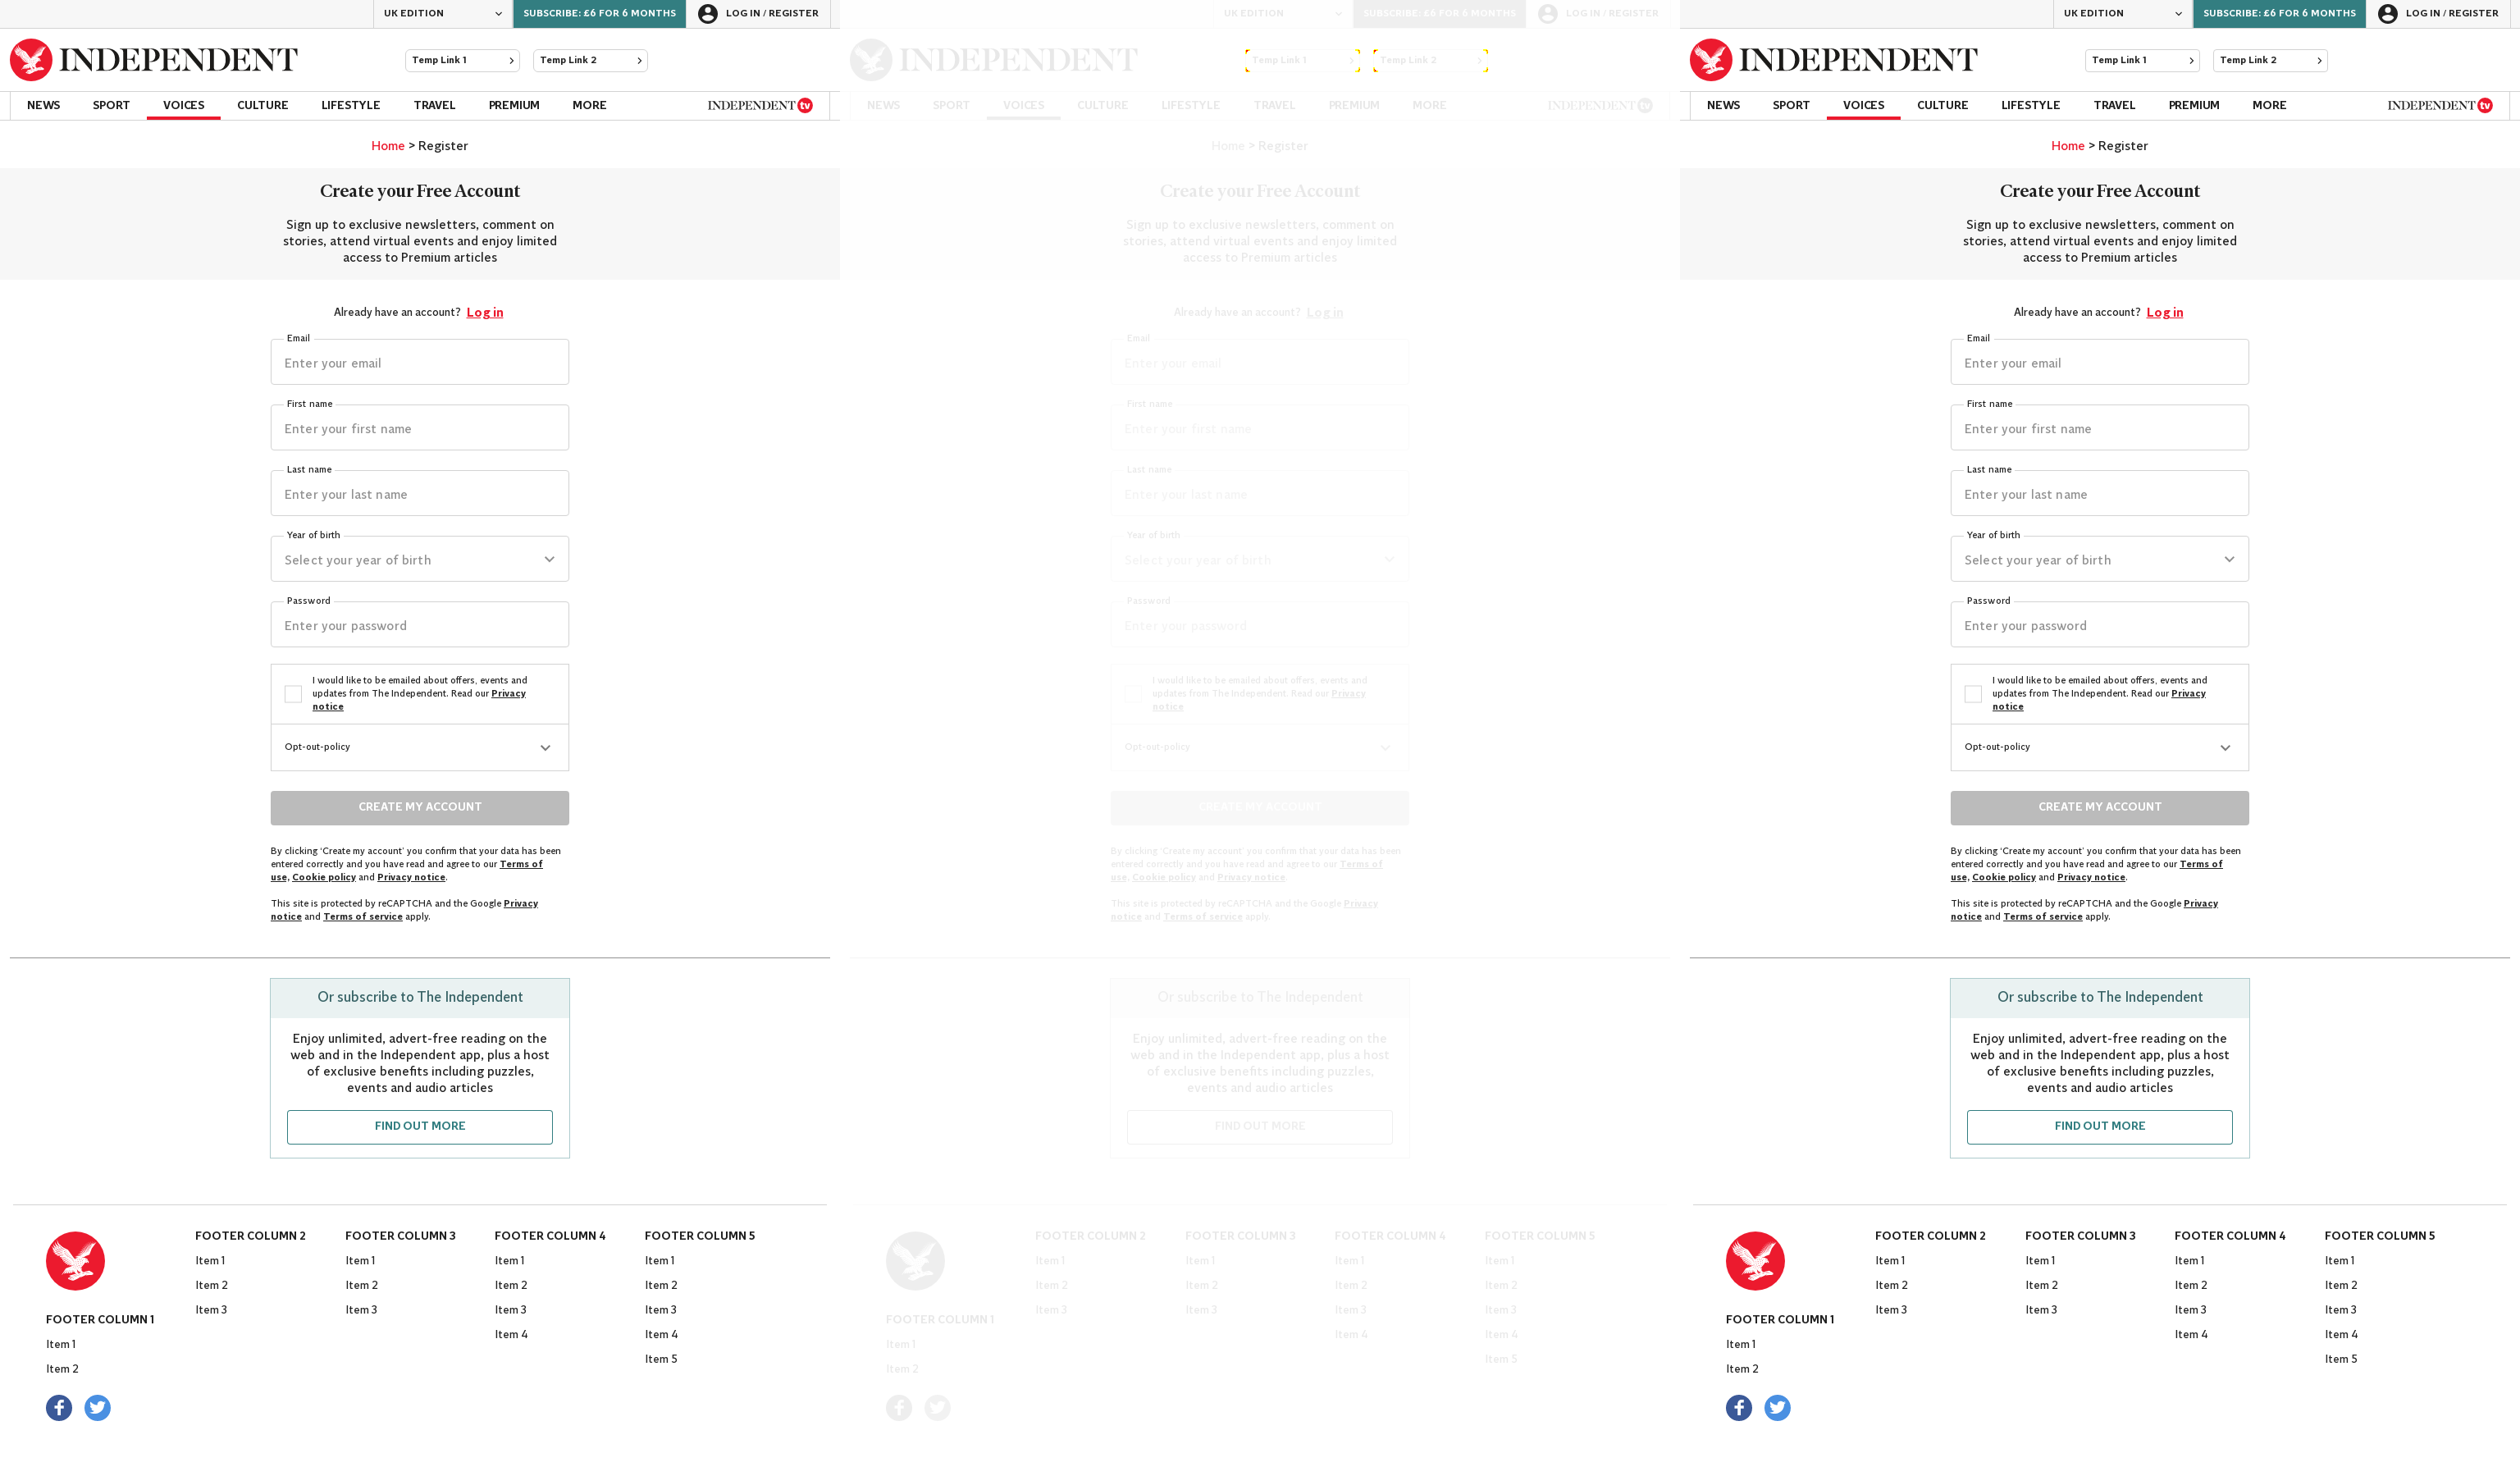 UK EDITION
SUBSCRIBE: £6 FOR 6 MONTHS
LOG IN / REGISTER
INDEPENDENT
Temp Link 1
Temp Link 2
NEWS SPORT VOICES CULTURE LIFESTYLE TRAVEL PREMIUM MORE
INDEPENDENT tv
Home > Register
Create your Free Account
Sign up to exclusive newsletters, comment on
stories, attend virtual events and enjoy limited
access to Premium articles
Already have an account? Log in
Email
Enter your email
First name
Enter your first name
Last name
Enter your last name
Year of birth
Select your year of birth
Password
Enter your password
I would like to be emailed about offers, events and
updates from The Independent. Read our Privacy
notice
Opt-out-policy
CREATE MY ACCOUNT
By clicking ‘Create my account’ you confirm that your data has been
entered correctly and you have read and agree to our Terms of
use, Cookie policy and Privacy notice.
This site is protected by reCAPTCHA and the Google Privacy
notice and Terms of service apply.
Or subscribe to The Independent
Enjoy unlimited, advert-free reading on the
web and in the Independent app, plus a host
of exclusive benefits including puzzles,
events and audio articles
FIND OUT MORE
FOOTER COLUMN 1
Item 1
Item 2
FOOTER COLUMN 2
Item 1
Item 2
Item 3
FOOTER COLUMN 3
Item 1
Item 2
Item 3
FOOTER COLUMN 4
Item 1
Item 2
Item 3
Item 4
FOOTER COLUMN 5
Item 1
Item 2
Item 3
Item 4
Item 5
UK EDITION
SUBSCRIBE: £6 FOR 6 MONTHS
LOG IN / REGISTER
INDEPENDENT
Temp Link 1
Temp Link 2
NEWS SPORT VOICES CULTURE LIFESTYLE TRAVEL PREMIUM MORE
INDEPENDENT tv
Home > Register
Create your Free Account
Sign up to exclusive newsletters, comment on
stories, attend virtual events and enjoy limited
access to Premium articles
Already have an account? Log in
Email
Enter your email
First name
Enter your first name
Last name
Enter your last name
Year of birth
Select your year of birth
Password
Enter your password
I would like to be emailed about offers, events and
updates from The Independent. Read our Privacy
notice
Opt-out-policy
CREATE MY ACCOUNT
By clicking ‘Create my account’ you confirm that your data has been
entered correctly and you have read and agree to our Terms of
use, Cookie policy and Privacy notice.
This site is protected by reCAPTCHA and the Google Privacy
notice and Terms of service apply.
Or subscribe to The Independent
Enjoy unlimited, advert-free reading on the
web and in the Independent app, plus a host
of exclusive benefits including puzzles,
events and audio articles
FIND OUT MORE
FOOTER COLUMN 1
Item 1
Item 2
FOOTER COLUMN 2
Item 1
Item 2
Item 3
FOOTER COLUMN 3
Item 1
Item 2
Item 3
FOOTER COLUMN 4
Item 1
Item 2
Item 3
Item 4
FOOTER COLUMN 5
Item 1
Item 2
Item 3
Item 4
Item 5
UK EDITION
SUBSCRIBE: £6 FOR 6 MONTHS
LOG IN / REGISTER
INDEPENDENT
Temp Link 1
Temp Link 2
NEWS SPORT VOICES CULTURE LIFESTYLE TRAVEL PREMIUM MORE
INDEPENDENT tv
Home > Register
Create your Free Account
Sign up to exclusive newsletters, comment on
stories, attend virtual events and enjoy limited
access to Premium articles
Already have an account? Log in
Email
Enter your email
First name
Enter your first name
Last name
Enter your last name
Year of birth
Select your year of birth
Password
Enter your password
I would like to be emailed about offers, events and
updates from The Independent. Read our Privacy
notice
Opt-out-policy
CREATE MY ACCOUNT
By clicking ‘Create my account’ you confirm that your data has been
entered correctly and you have read and agree to our Terms of
use, Cookie policy and Privacy notice.
This site is protected by reCAPTCHA and the Google Privacy
notice and Terms of service apply.
Or subscribe to The Independent
Enjoy unlimited, advert-free reading on the
web and in the Independent app, plus a host
of exclusive benefits including puzzles,
events and audio articles
FIND OUT MORE
FOOTER COLUMN 1
Item 1
Item 2
FOOTER COLUMN 2
Item 1
Item 2
Item 3
FOOTER COLUMN 3
Item 1
Item 2
Item 3
FOOTER COLUMN 4
Item 1
Item 2
Item 3
Item 4
FOOTER COLUMN 5
Item 1
Item 2
Item 3
Item 4
Item 5